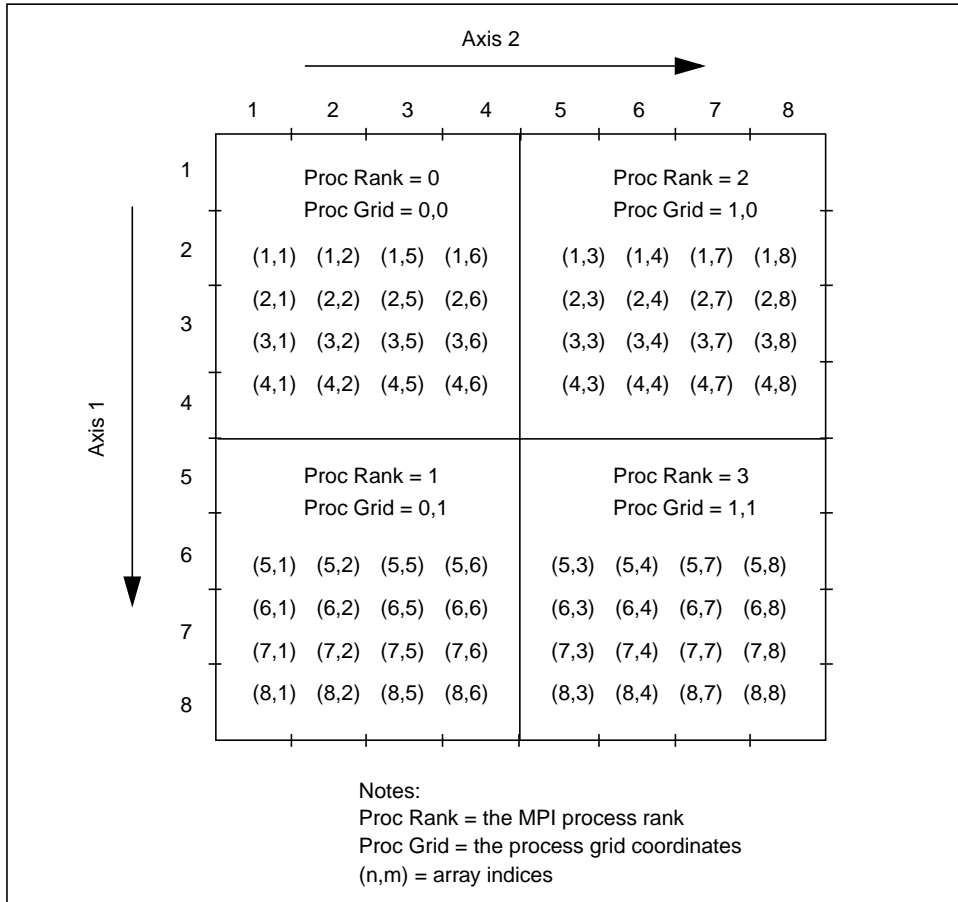 Axis 2
1 2 3 4 5 6 7 8
Axis 1
1
2
3
4
5
6
7
8
Proc Rank = 0
Proc Grid = 0,0
(1,1) (1,2) (1,5) (1,6)
(2,1) (2,2) (2,5) (2,6)
(3,1) (3,2) (3,5) (3,6)
(4,1) (4,2) (4,5) (4,6)
Proc Rank = 2
Proc Grid = 1,0
(1,3) (1,4) (1,7) (1,8)
(2,3) (2,4) (2,7) (2,8)
(3,3) (3,4) (3,7) (3,8)
(4,3) (4,4) (4,7) (4,8)
Proc Rank = 1
Proc Grid = 0,1
(5,1) (5,2) (5,5) (5,6)
(6,1) (6,2) (6,5) (6,6)
(7,1) (7,2) (7,5) (7,6)
(8,1) (8,2) (8,5) (8,6)
Proc Rank = 3
Proc Grid = 1,1
(5,3) (5,4) (5,7) (5,8)
(6,3) (6,4) (6,7) (6,8)
(7,3) (7,4) (7,7) (7,8)
(8,3) (8,4) (8,7) (8,8)
Notes:
Proc Rank = the MPI process rank
Proc Grid = the process grid coordinates
(n,m) = array indices